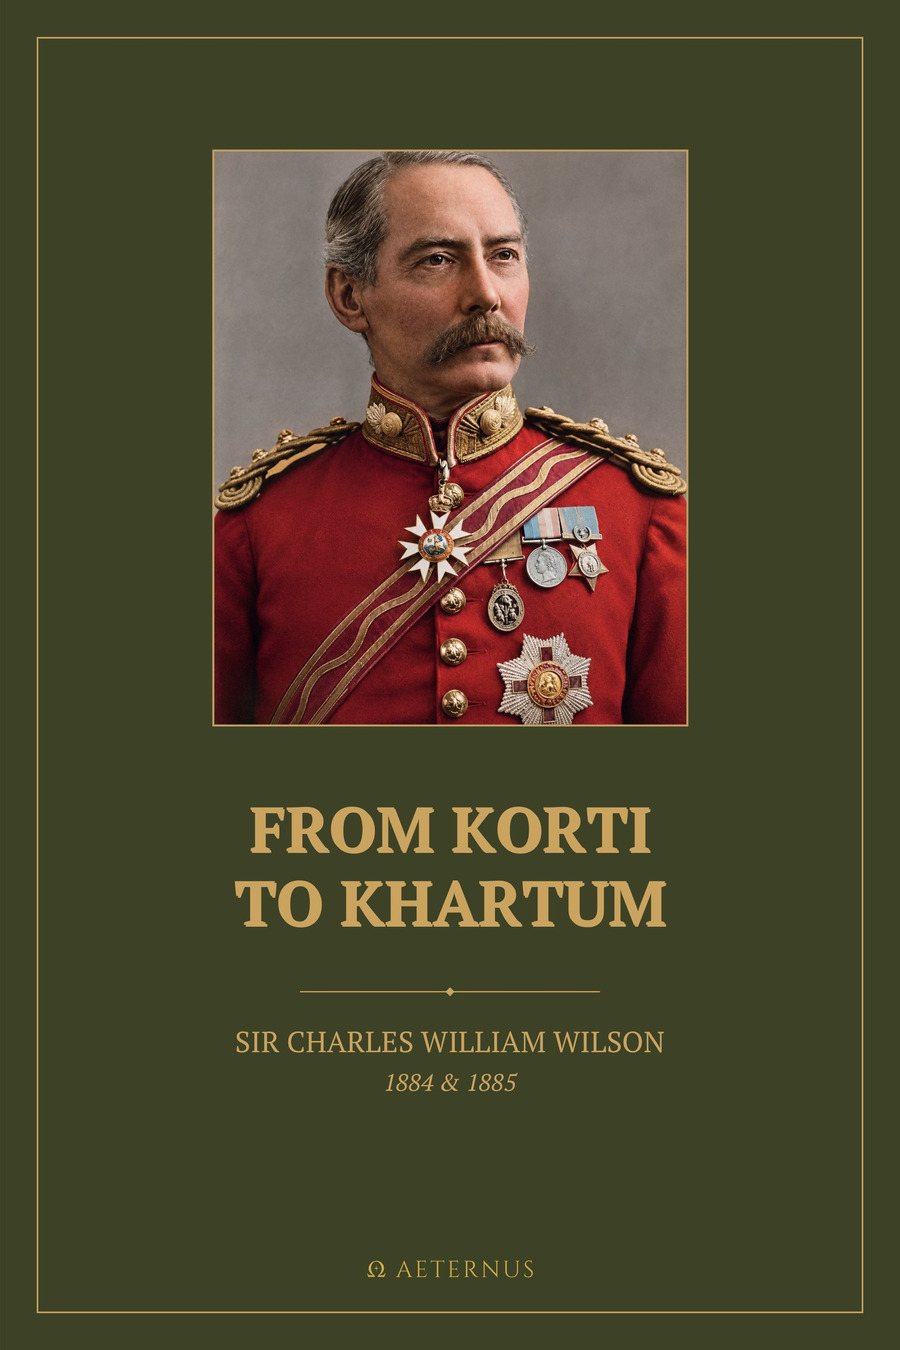 FROM KORTI
TO KHARTUM
SIR CHARLES WILLIAM WILSON
1884 & 1885
Ω AETERNUS